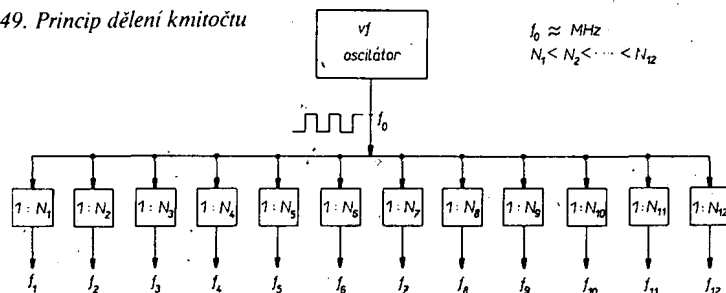 49. Princip dělení kmitočtu
vf
oscilátor
f₀ ≈ MHz
N₁ < N₂ < ··· < N₁₂
f₀
1:N₁ 1:N₂ 1:N₃ 1:N₄ 1:N₅ 1:N₆ 1:N₇ 1:N₈ 1:N₉ 1:N₁₀ 1:N₁₁ 1:N₁₂
f₁ f₂ f₃ f₄ f₅ f₆ f₇ f₈ f₉ f₁₀ f₁₁ f₁₂